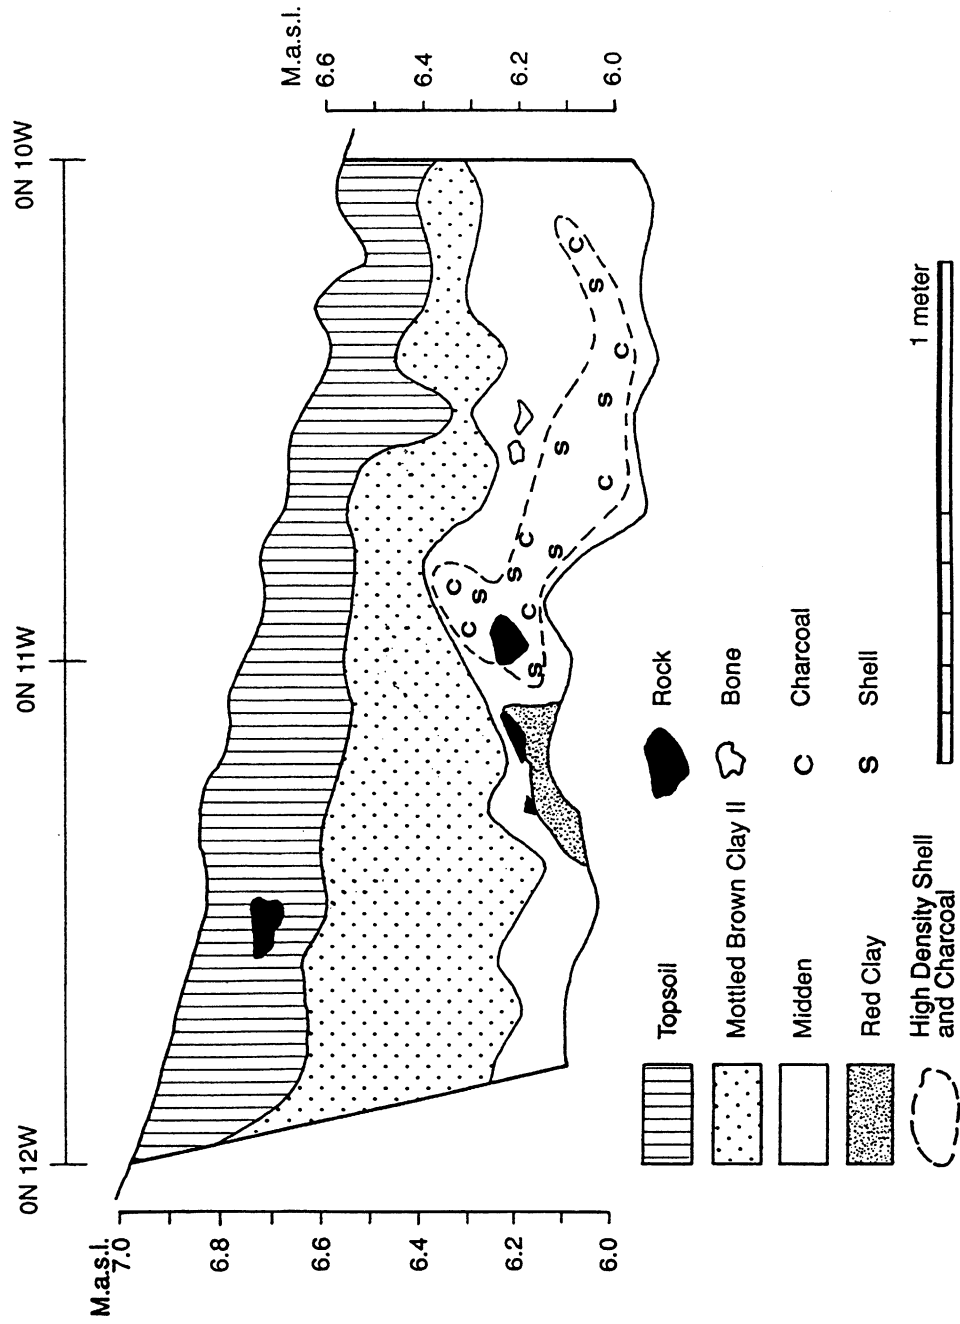 0N 12W
0N 11W
0N 10W
M.a.s.l.
7.0
6.8
6.6
6.4
6.2
6.0
M.a.s.l.
6.6
6.4
6.2
6.0
C
C
S
S
C
C
S
S
S
C
S
C
S
C
Topsoil
Mottled Brown Clay II
Midden
Red Clay
High Density Shell
and Charcoal
Rock
Bone
C Charcoal
S Shell
1 meter